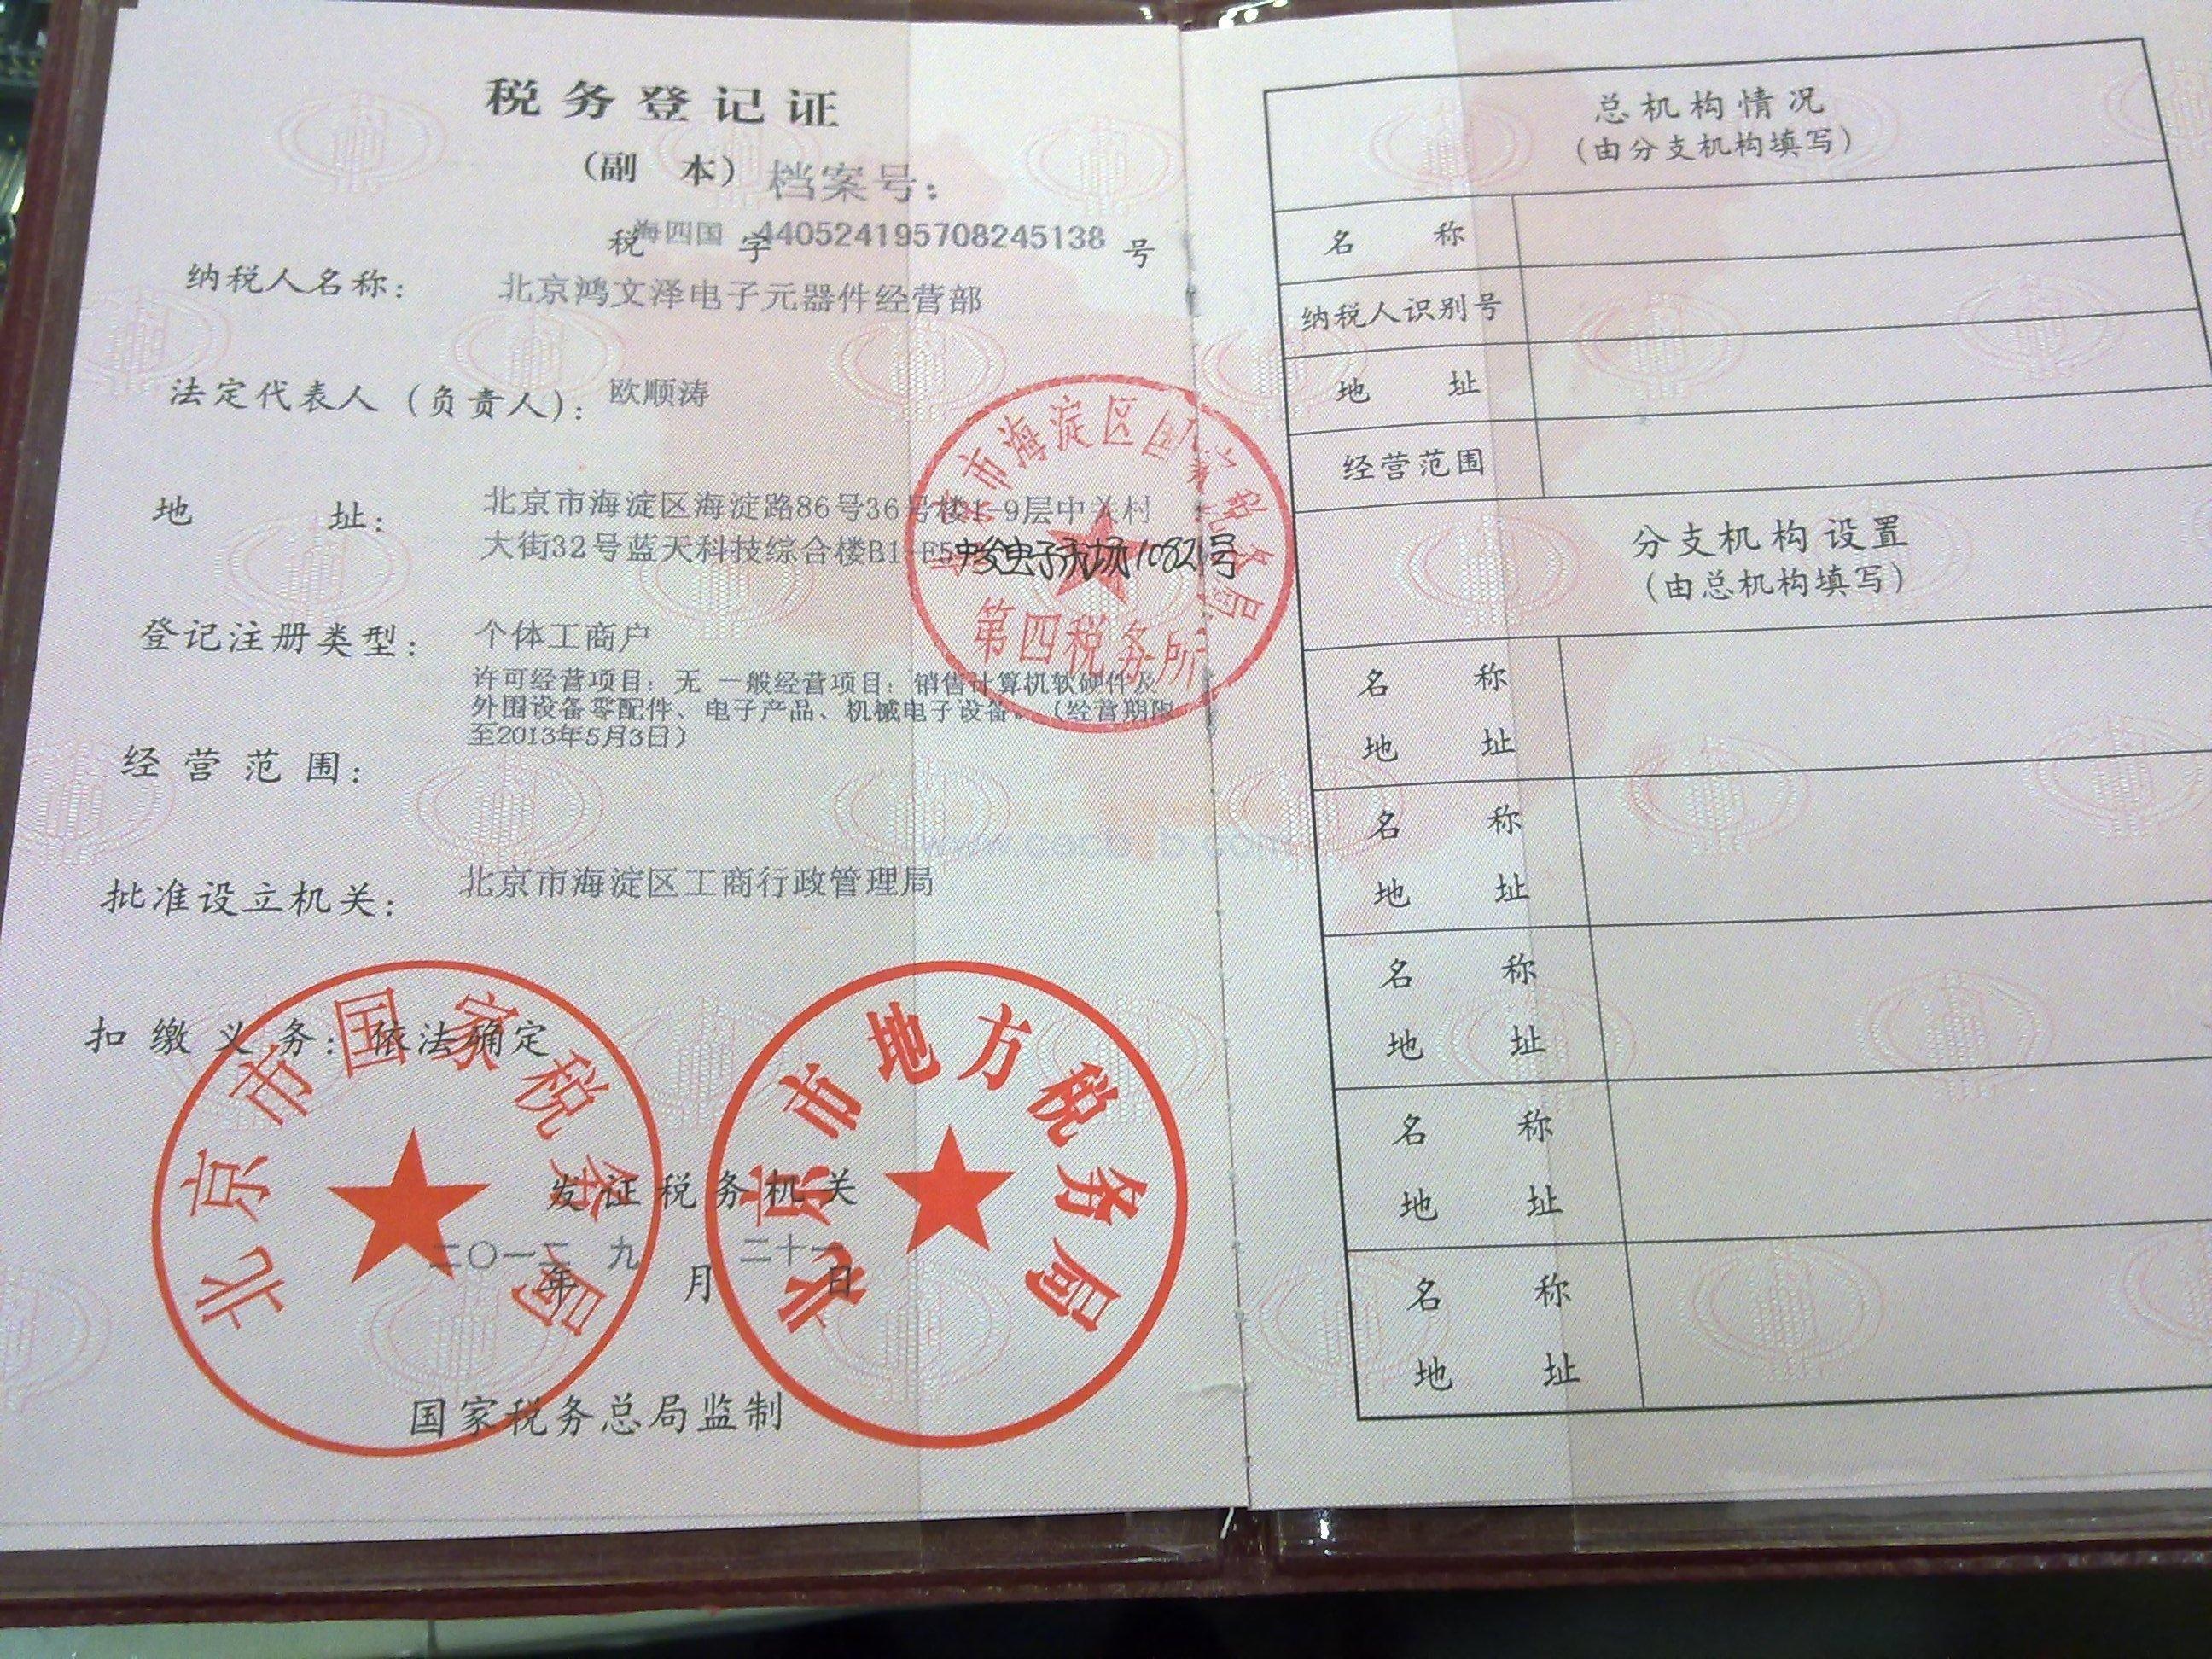 税务登记证
(副 本) 档案号：
税 海四国 字 440524195708245138 号
纳税人名称： 北京鸿文泽电子元器件经营部
法定代表人（负责人）： 欧顺涛
地 址： 北京市海淀区海淀路86号36号楼1-9层中关村
大街32号蓝天科技综合楼B1-F5中发电子市场1082号
登记注册类型： 个体工商户
许可经营项目：无 一般经营项目：销售计算机软硬件及
外围设备零配件、电子产品、机械电子设备。（经营期限
至2013年5月3日）
经营范围：
批准设立机关： 北京市海淀区工商行政管理局
扣缴义务： 依法确定
发证税务机关
二〇一二年 九月 二十一日
国家税务总局监制
北京市海淀区国家税务局
第四税务所
北京市国家税务局
北京市地方税务局
总机构情况
(由分支机构填写)
名 称
纳税人识别号
地 址
经营范围
分支机构设置
(由总机构填写)
名 称
地 址
名 称
地 址
名 称
地 址
名 称
地 址
名 称
地 址